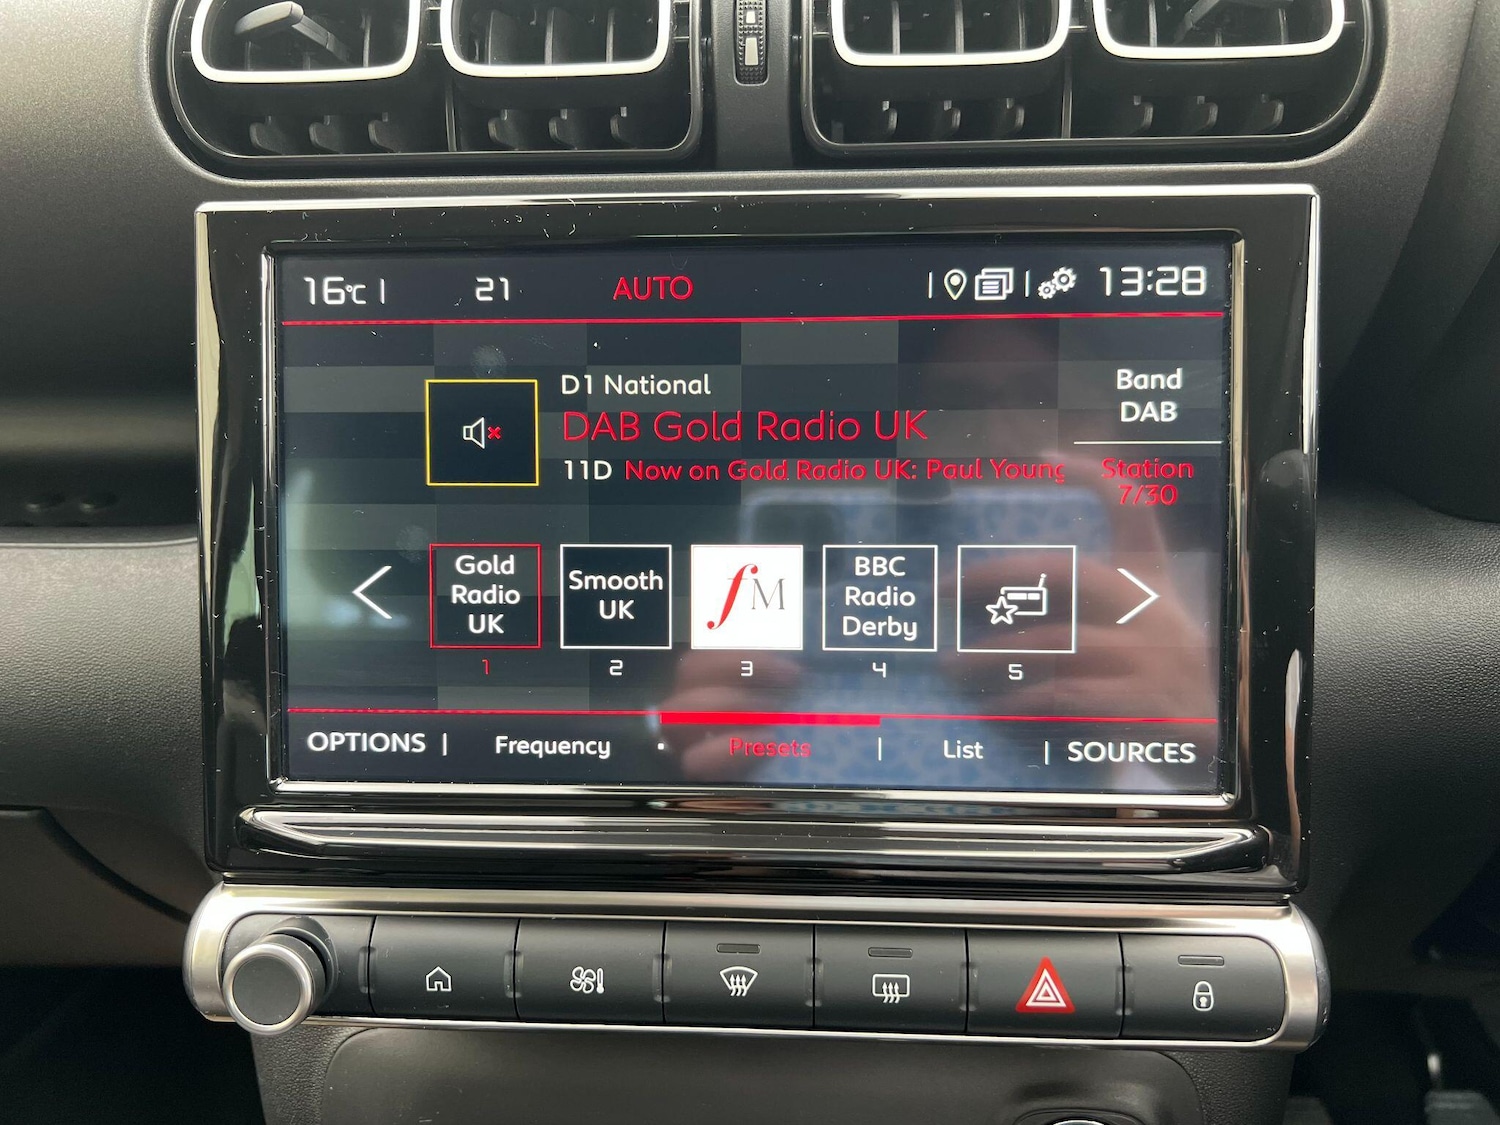 16°C 21 AUTO 13:28
D1 National
DAB Gold Radio UK
11D Now on Gold Radio UK: Paul Young
Band
DAB
Station
7/30
Gold
Radio
UK
1
Smooth
UK
2
fM
3
BBC
Radio
Derby
4
5
OPTIONS Frequency Presets List SOURCES